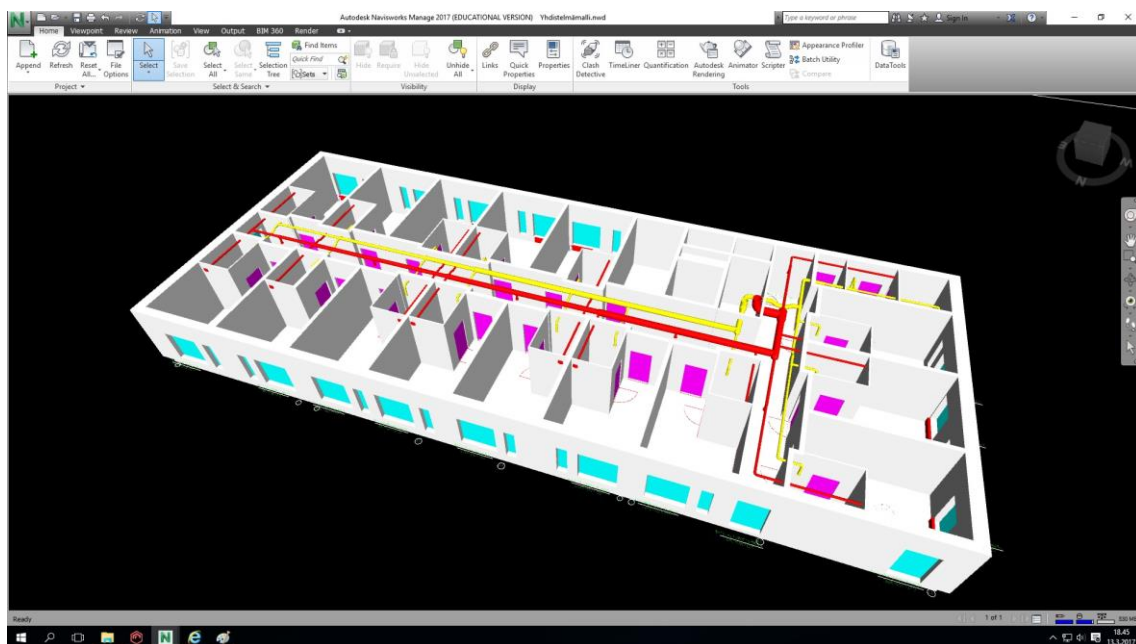 Autodesk Navisworks Manage 2017 (EDUCATIONAL VERSION) Yhdistelmämalli.nwd
Type a keyword or phrase
Sign In
Home Viewpoint Review Animation View Output BIM 360 Render
Append Refresh Reset All... File Options
Select Save Selection Select All Select Same Selection Tree
Find Items
Quick Find
Sets
Hide Require Hide Unselected Unhide All
Links Quick Properties Properties
Clash Detective TimeLiner Quantification Autodesk Rendering Animator Scripter
Appearance Profiler
Batch Utility
Compare
DataTools
Project Select & Search Visibility Display Tools
N
Ready
1 of 1
18.45
13.3.2017